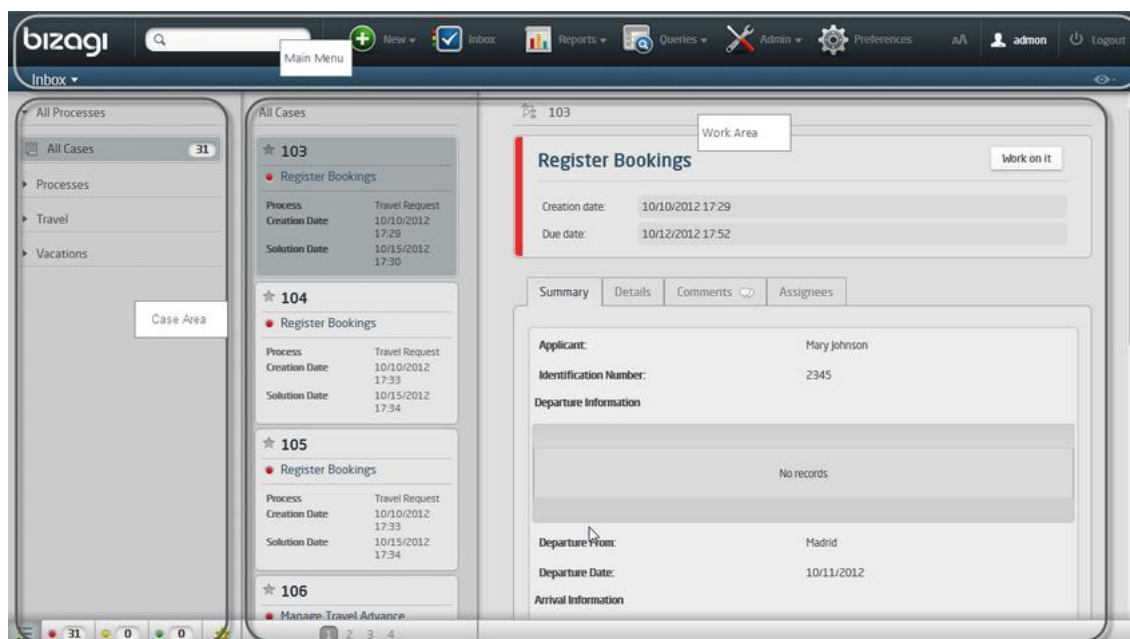 bizagi
New
Inbox
Reports
Queries
Admin
Preferences
AA
admon
Logout
Main Menu
Inbox
All Processes
All Cases 31
Processes
Travel
Vacations
Case Area
All Cases
103
Register Bookings
Process Travel Request
Creation Date 10/10/2012
17:29
Solution Date 10/15/2012
17:30
104
Register Bookings
Process Travel Request
Creation Date 10/10/2012
17:33
Solution Date 10/15/2012
17:34
105
Register Bookings
Process Travel Request
Creation Date 10/10/2012
17:33
Solution Date 10/15/2012
17:34
106
Manage Travel Advance
103
Work Area
Register Bookings
Work on it
Creation date: 10/10/2012 17:29
Due date: 10/12/2012 17:52
Summary Details Comments Assignees
Applicant: Mary Johnson
Identification Number: 2345
Departure Information
No records
Departure From: Madrid
Departure Date: 10/11/2012
Arrival Information
31 0 0
1 2 3 4